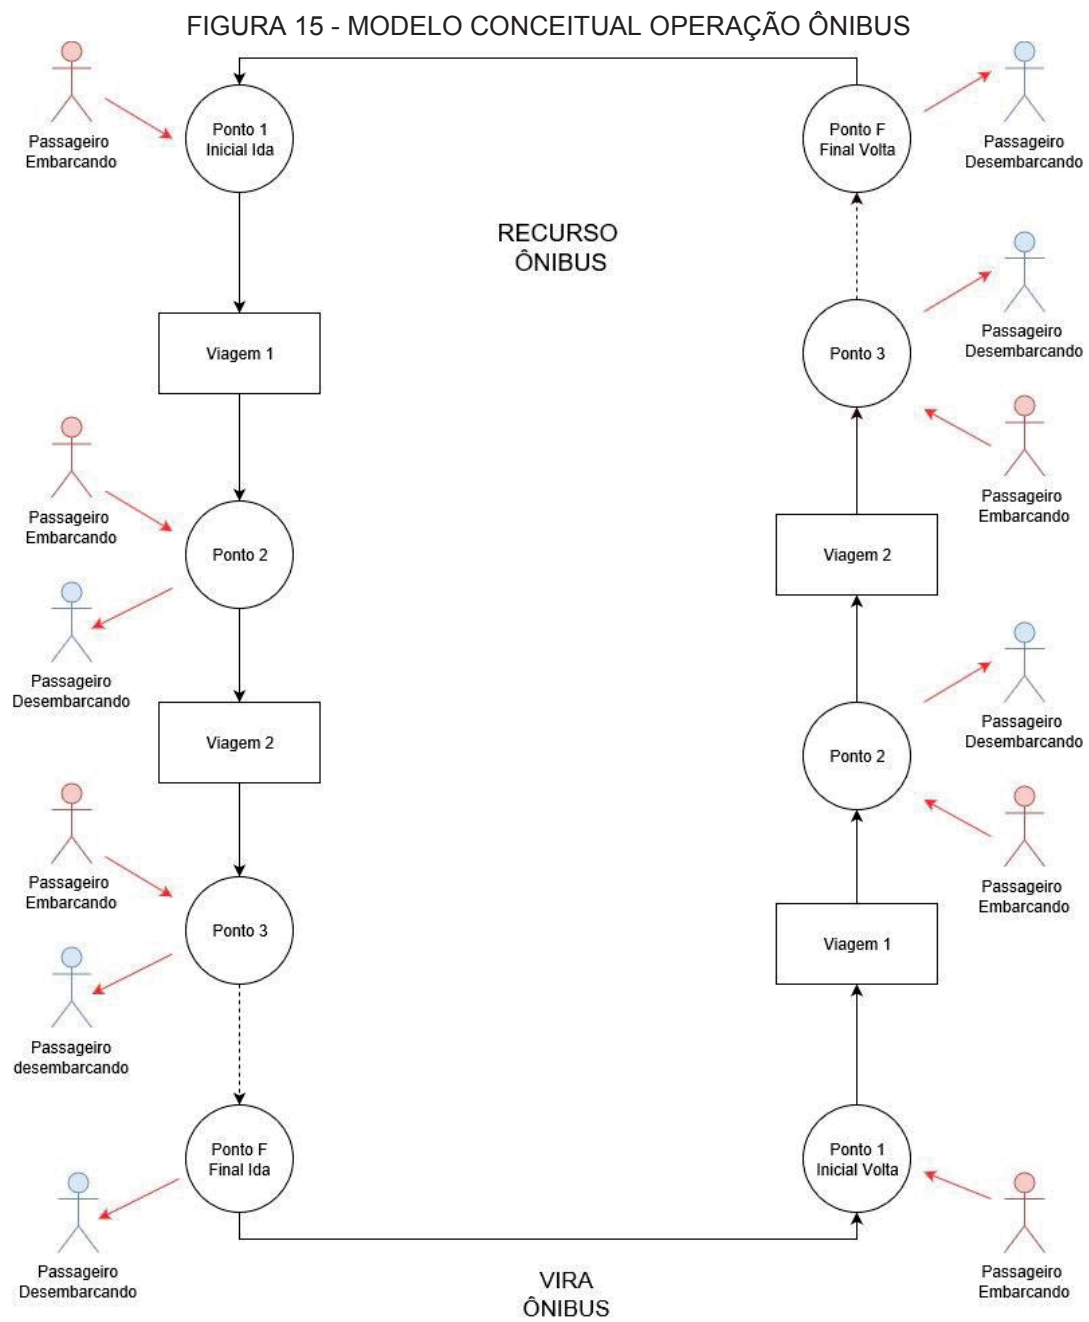 FIGURA 15 - MODELO CONCEITUAL OPERAÇÃO ÔNIBUS
Passageiro
Embarcando
Ponto 1
Inicial Ida
Viagem 1
Passageiro
Embarcando
Ponto 2
Passageiro
Desembarcando
Viagem 2
Passageiro
Embarcando
Ponto 3
Passageiro
desembarcando
Ponto F
Final Ida
Passageiro
Desembarcando
RECURSO
ÔNIBUS
VIRA
ÔNIBUS
Ponto F
Final Volta
Passageiro
Desembarcando
Passageiro
Desembarcando
Ponto 3
Passageiro
Embarcando
Viagem 2
Passageiro
Desembarcando
Ponto 2
Passageiro
Embarcando
Viagem 1
Ponto 1
Inicial Volta
Passageiro
Embarcando